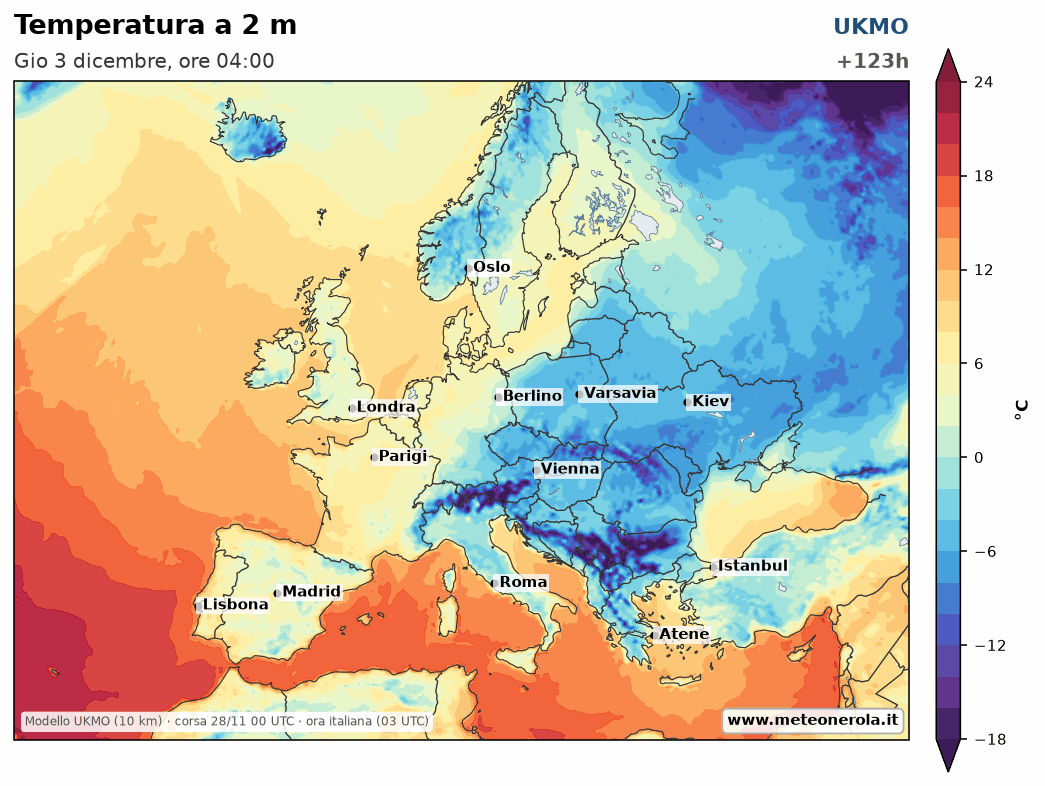 Temperatura a 2 m
UKMO
Gio 3 dicembre, ore 04:00
+123h
24
18
12
6
0
−6
−12
−18
°C
Oslo
Berlino
Varsavia
Kiev
Londra
Parigi
Vienna
Istanbul
Roma
Madrid
Lisbona
Atene
Modello UKMO (10 km) · corsa 28/11 00 UTC · ora italiana (03 UTC)
www.meteonerola.it